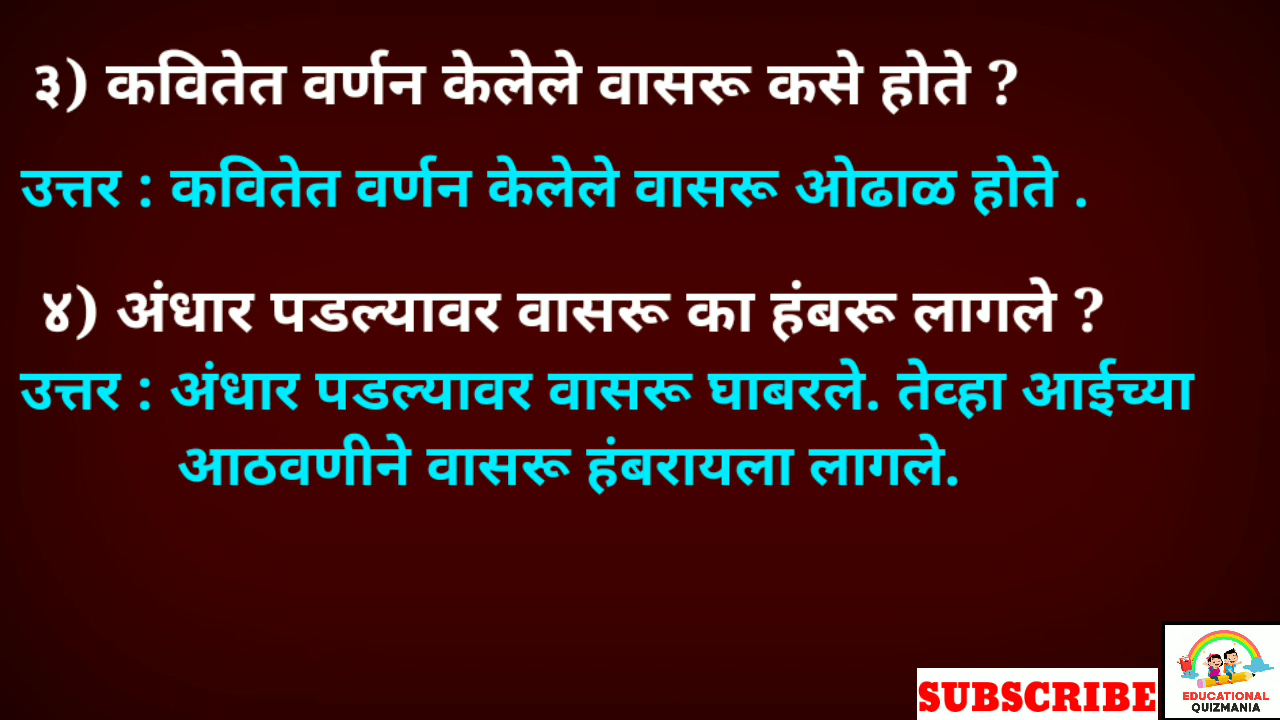 ३) कवितेत वर्णन केलेले वासरू कसे होते ?
उत्तर : कवितेत वर्णन केलेले वासरू ओढाळ होते .
४) अंधार पडल्यावर वासरू का हंबरू लागले ?
उत्तर : अंधार पडल्यावर वासरू घाबरले. तेव्हा आईच्या
आठवणीने वासरू हंबरायला लागले.
SUBSCRIBE
EDUCATIONAL
QUIZMANIA